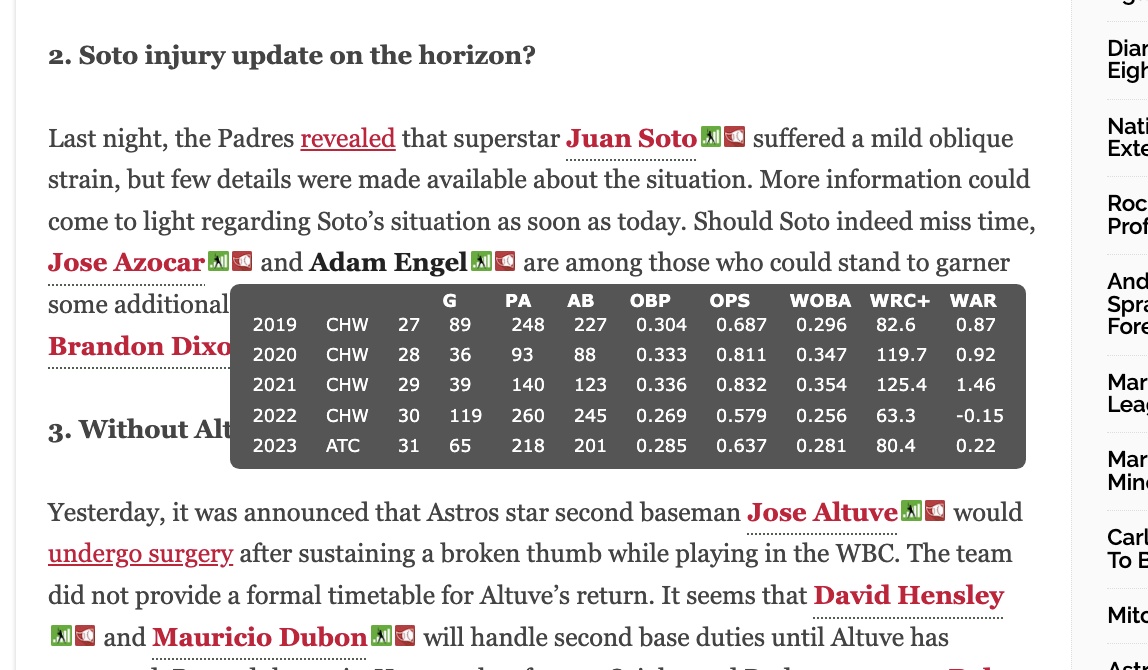 2. Soto injury update on the horizon?
Last night, the Padres revealed that superstar Juan Soto suffered a mild oblique
strain, but few details were made available about the situation. More information could
come to light regarding Soto’s situation as soon as today. Should Soto indeed miss time,
Jose Azocar and Adam Engel are among those who could stand to garner
some additional
Brandon Dixo
G PA AB OBP OPS WOBA WRC+ WAR
2019 CHW 27 89 248 227 0.304 0.687 0.296 82.6 0.87
2020 CHW 28 36 93 88 0.333 0.811 0.347 119.7 0.92
2021 CHW 29 39 140 123 0.336 0.832 0.354 125.4 1.46
2022 CHW 30 119 260 245 0.269 0.579 0.256 63.3 -0.15
2023 ATC 31 65 218 201 0.285 0.637 0.281 80.4 0.22
3. Without Alt
Yesterday, it was announced that Astros star second baseman Jose Altuve would
undergo surgery after sustaining a broken thumb while playing in the WBC. The team
did not provide a formal timetable for Altuve’s return. It seems that David Hensley
and Mauricio Dubon will handle second base duties until Altuve has
Diar
Eigh
Nati
Exte
Roc
Prof
And
Spra
Fore
Mar
Leag
Mar
Mino
Carl
To B
Mitc